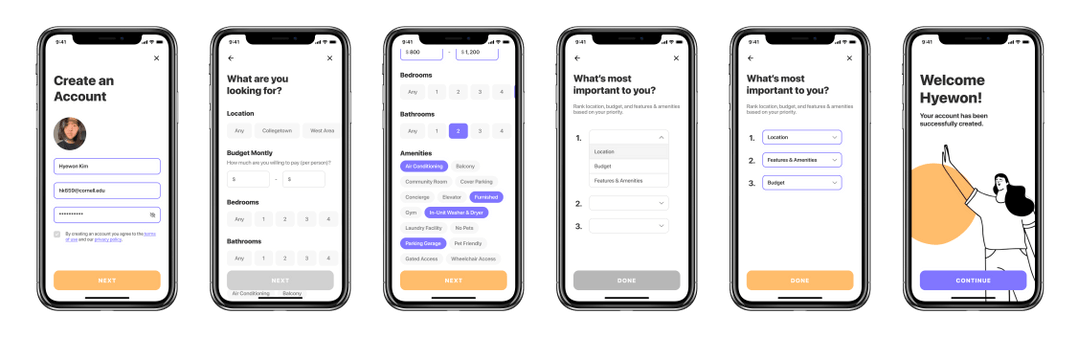 9:41
Create an
Account
Hyewon Kim
hk659@cornell.edu
**********
By creating an account you agree to the terms
of use and our privacy policy.
NEXT
9:41
What are you
looking for?
Location
Any Collegetown West Area
Budget Montly
How much are you willing to pay (per person)?
$ - $
Bedrooms
Any 1 2 3 4
Bathrooms
Any 1 2 3 4
NEXT
Air Conditioning Balcony
9:41
$ 800 - $ 1,200
Bedrooms
Any 1 2 3 4
Bathrooms
Any 1 2 3 4
Amenities
Air Conditioning Balcony
Community Room Cover Parking
Concierge Elevator Furnished
Gym In-Unit Washer & Dryer
Laundry Facility No Pets
Parking Garage Pet Friendly
Gated Access Wheelchair Access
NEXT
9:41
What's most
important to you?
Rank location, budget, and features & amenities
based on your priority.
1.
Location
Budget
Features & Amenities
2.
3.
DONE
9:41
What's most
important to you?
Rank location, budget, and features & amenities
based on your priority.
1. Location
2. Features & Amenities
3. Budget
DONE
9:41
Welcome
Hyewon!
Your account has been
successfully created.
CONTINUE